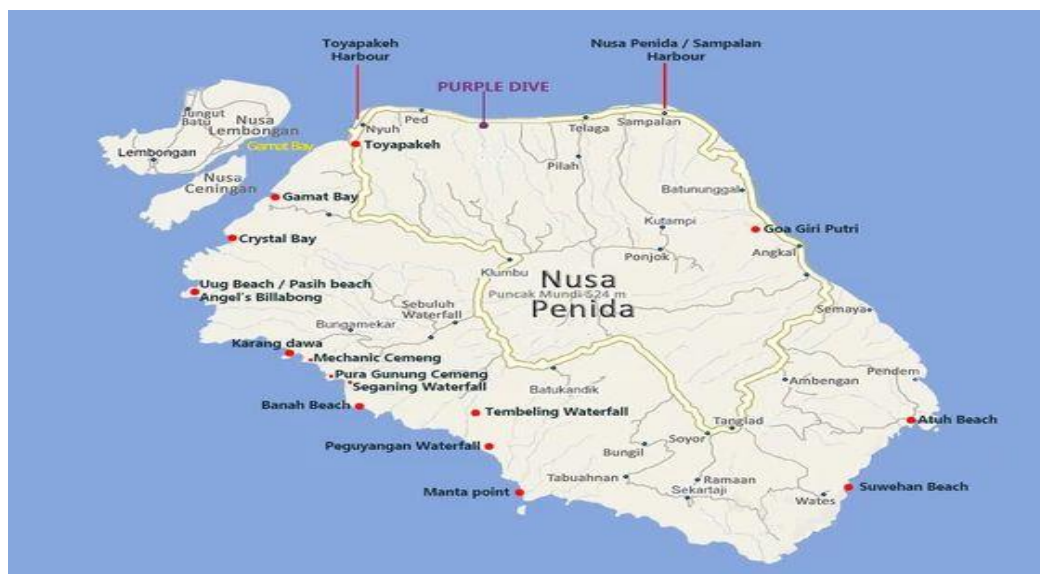 Toyapakeh
Harbour
Nusa Penida / Sampalan
Harbour
PURPLE DIVE
Jungut
Batu
Nusa
Lembongan
Gamat Bay
Lembongan
Nusa
Ceningan
Nyuh
Ped
Telaga
Sampalan
Toyapakeh
Pilah
Batununggal
Gamat Bay
Kutampi
Goa Giri Putri
Crystal Bay
Ponjok
Angkal
Klumbu
Nusa
Penida
Puncak Mundi 524 m
Uug Beach / Pasih beach
Angel's Billabong
Sebuluh
Waterfall
Semaya
Bungamekar
Karang dawa
Mechanic Cemeng
Pura Gunung Cemeng
Seganing Waterfall
Batukandik
Ambengan
Pendem
Banah Beach
Tembeling Waterfall
Tanglad
Atuh Beach
Soyor
Peguyangan Waterfall
Bungil
Tabuahnan
Ramaan
Sekartaji
Manta point
Wates
Suwehan Beach